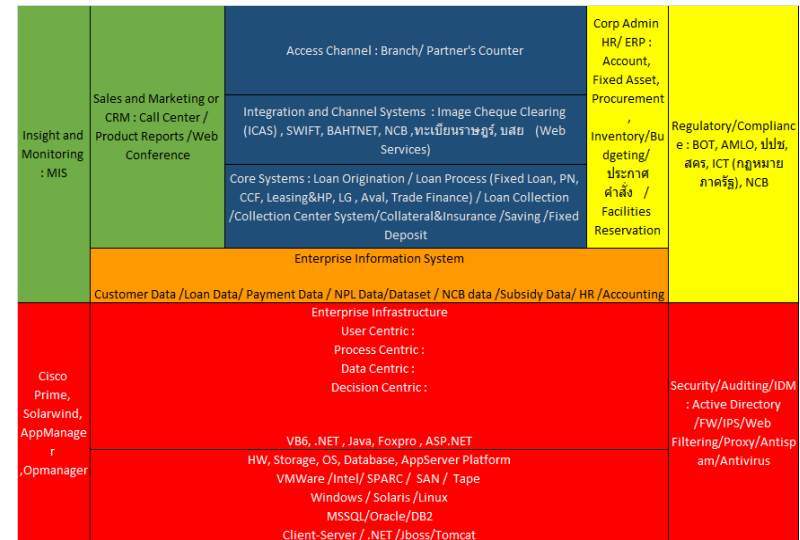 Insight and
Monitoring
: MIS
Sales and Marketing or
CRM : Call Center /
Product Reports /Web
Conference
Access Channel : Branch/ Partner's Counter
Integration and Channel Systems : Image Cheque Clearing
(ICAS) , SWIFT, BAHTNET, NCB ,ทะเบียนราษฎร์, บสย (Web
Services)
Core Systems : Loan Origination / Loan Process (Fixed Loan, PN,
CCF, Leasing&HP, LG , Aval, Trade Finance) / Loan Collection
/Collection Center System/Collateral&Insurance /Saving /Fixed
Deposit
Corp Admin
HR/ ERP :
Account,
Fixed Asset,
Procurement
,
Inventory/Bu
dgeting/
ประกาศ
คำสั่ง /
Facilities
Reservation
Regulatory/Complianc
e : BOT, AMLO, ปปช,
สคร, ICT (กฎหมาย
ภาครัฐ), NCB
Enterprise Information System
Customer Data /Loan Data/ Payment Data / NPL Data/Dataset / NCB data /Subsidy Data/ HR /Accounting
Cisco
Prime,
Solarwind,
AppManage
r
,Opmanager
Enterprise Infrastructure
User Centric :
Process Centric :
Data Centric :
Decision Centric :
VB6, .NET , Java, Foxpro , ASP.NET
HW, Storage, OS, Database, AppServer Platform
VMWare /Intel/ SPARC / SAN / Tape
Windows / Solaris /Linux
MSSQL/Oracle/DB2
Client-Server / .NET /Jboss/Tomcat
Security/Auditing/IDM
: Active Directory
/FW/IPS/Web
Filtering/Proxy/Antisp
am/Antivirus